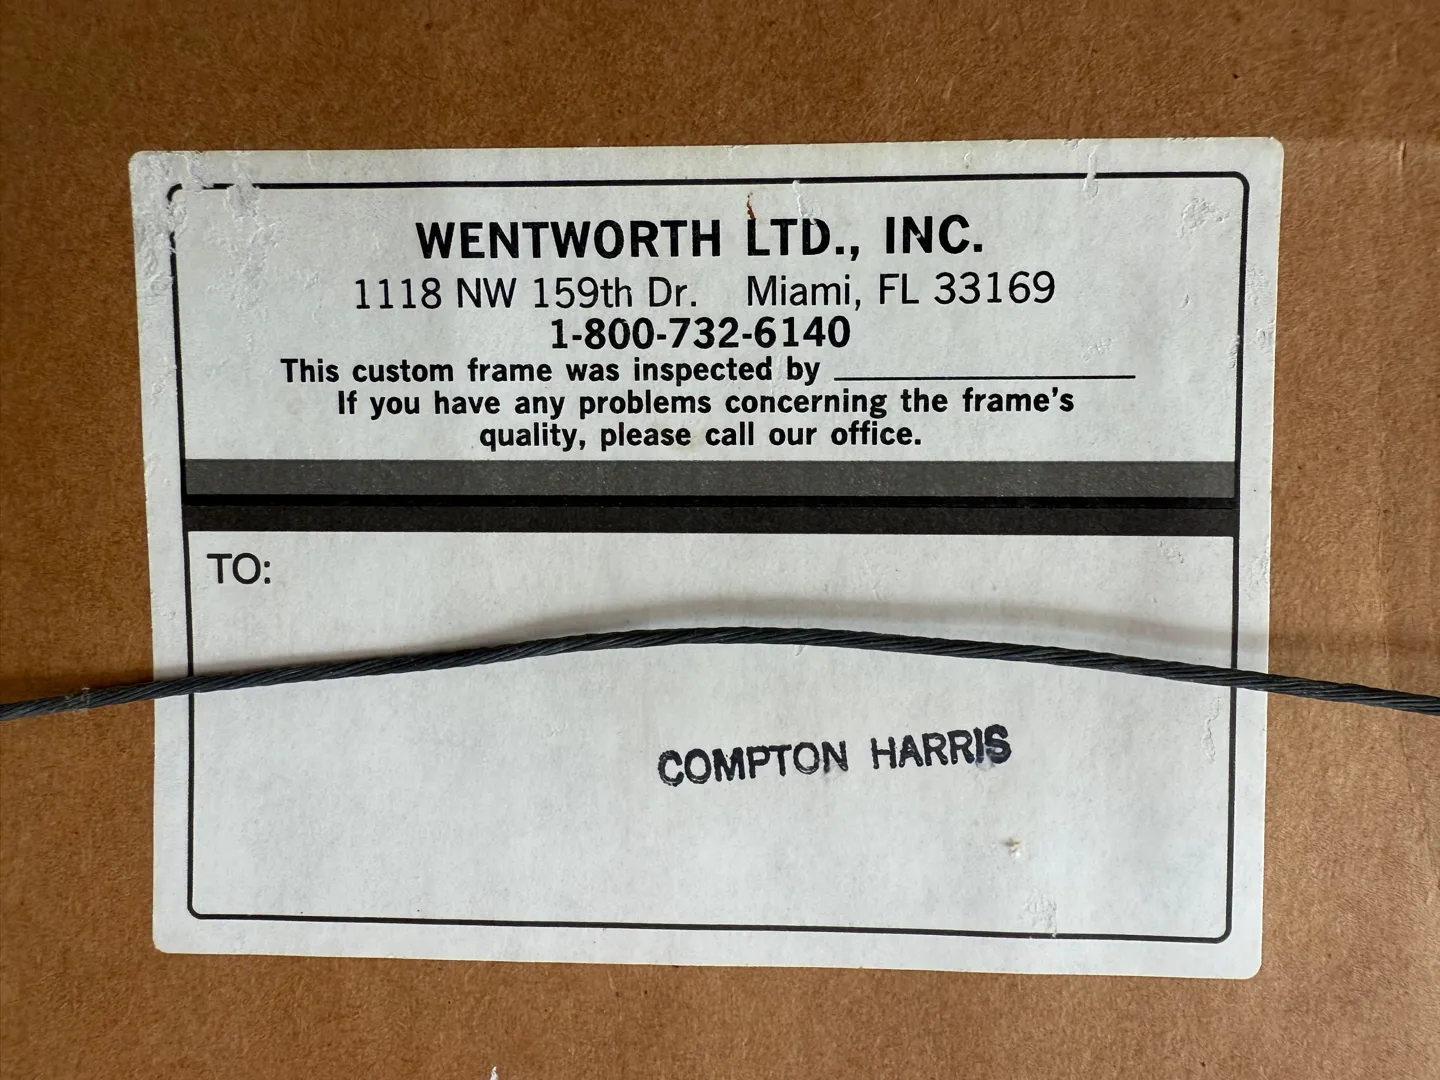 WENTWORTH LTD., INC.
1118 NW 159th Dr. Miami, FL 33169
1-800-732-6140
This custom frame was inspected by
If you have any problems concerning the frame's
quality, please call our office.
TO:
COMPTON HARRIS